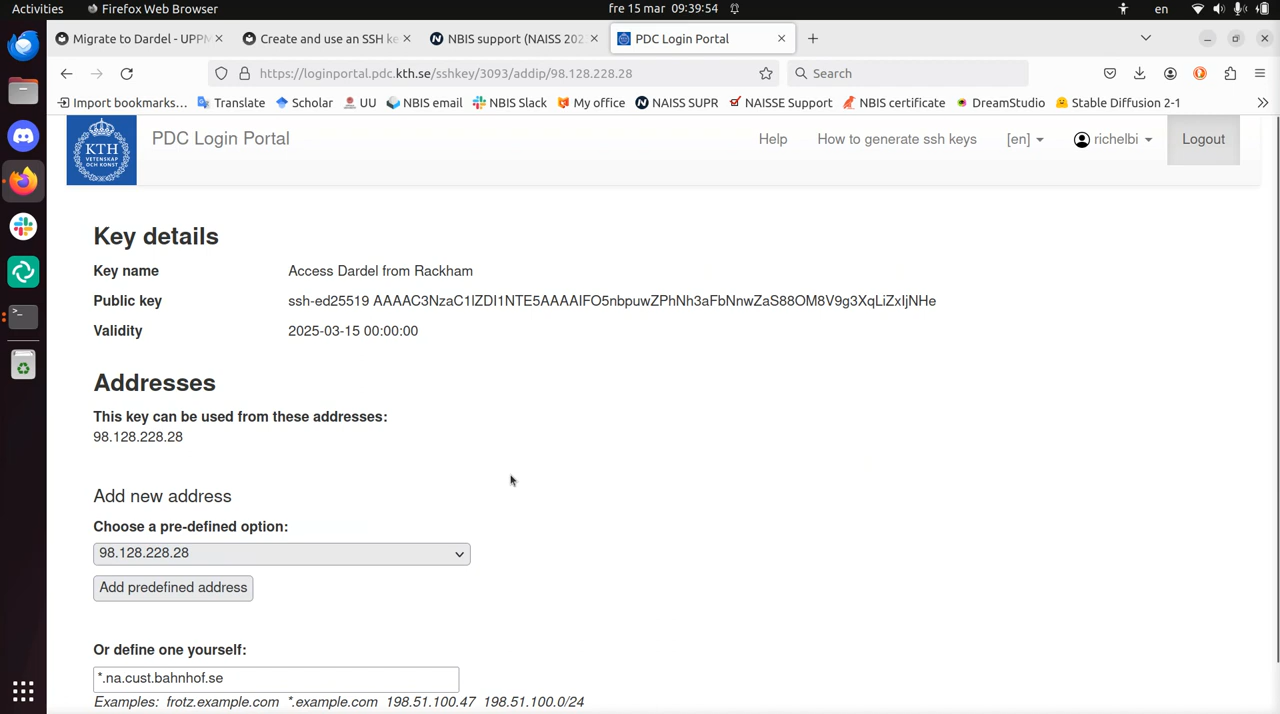 Activities Firefox Web Browser fre 15 mar 09:39:54 en
Migrate to Dardel - UPPM Create and use an SSH ke NBIS support (NAISS 202 PDC Login Portal
https://loginportal.pdc.kth.se/sshkey/3093/addip/98.128.228.28 Search
Import bookmarks... Translate Scholar UU NBIS email NBIS Slack My office NAISS SUPR NAISSE Support NBIS certificate DreamStudio Stable Diffusion 2-1
KTH
VETENSKAP
OCH KONST
PDC Login Portal Help How to generate ssh keys [en] richelbi Logout
Key details
Key name Access Dardel from Rackham
Public key ssh-ed25519 AAAAC3NzaC1lZDI1NTE5AAAAIFO5nbpuwZPhNh3aFbNnwZaS88OM8V9g3XqLiZxIjNHe
Validity 2025-03-15 00:00:00
Addresses
This key can be used from these addresses:
98.128.228.28
Add new address
Choose a pre-defined option:
98.128.228.28
Add predefined address
Or define one yourself:
*.na.cust.bahnhof.se
Examples: frotz.example.com *.example.com 198.51.100.47 198.51.100.0/24